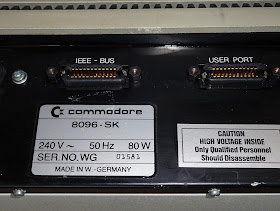 IEEE - BUS
USER PORT
commodore
8096-SK
240 V ~ 50 Hz 80 W
SER. NO. WG 01581
MADE IN W.-GERMANY
CAUTION
HIGH VOLTAGE INSIDE
Only Qualified Personnel
Should Disassemble